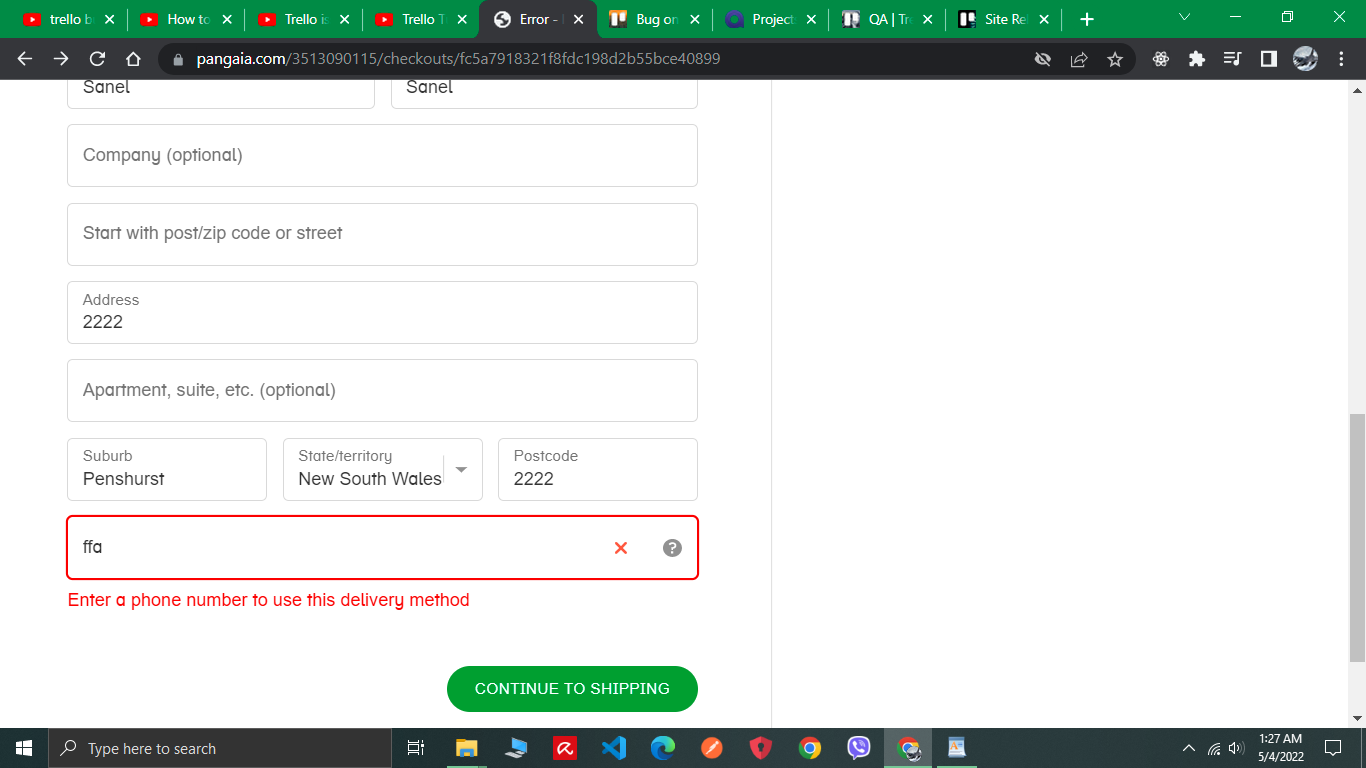 trello b
How to
Trello is
Trello T
Error -
Bug on
Project
QA | Tre
Site Rel
pangaia.com/3513090115/checkouts/fc5a7918321f8fdc198d2b55bce40899
Sanel Sanel
Company (optional)
Start with post/zip code or street
Address
2222
Apartment, suite, etc. (optional)
Suburb State/territory Postcode
Penshurst New South Wales 2222
ffa
Enter a phone number to use this delivery method
CONTINUE TO SHIPPING
Type here to search
1:27 AM
5/4/2022